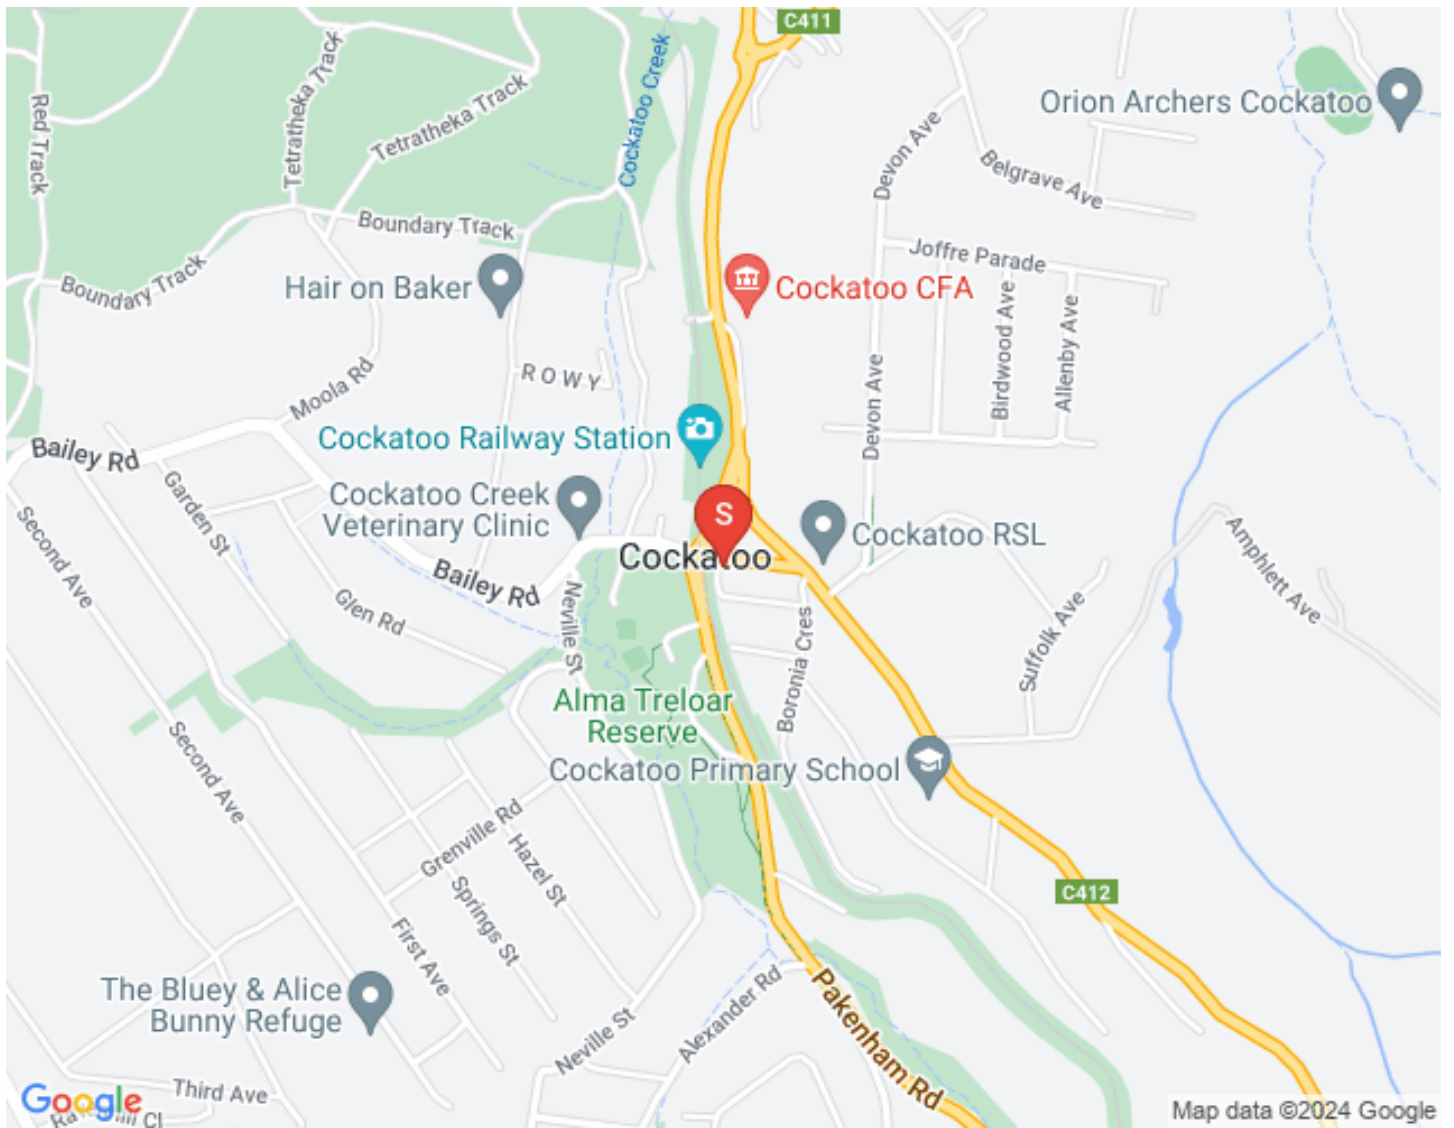 C411
Cockatoo Creek
Orion Archers Cockatoo
Red Track
Tetratheka Track
Tetratheka Track
Devon Ave
Belgrave Ave
Boundary Track
Boundary Track
Joffre Parade
Hair on Baker
Cockatoo CFA
Birdwood Ave
Allenby Ave
R O W Y
Moola Rd
Devon Ave
Bailey Rd
Cockatoo Railway Station
Garden St
Cockatoo Creek
Veterinary Clinic
S
Cockatoo RSL
Second Ave
Cockatoo
Amphlett Ave
Bailey Rd
Glen Rd
Neville St
Boronia Cres
Suffolk Ave
Alma Treloar
Reserve
Second Ave
Cockatoo Primary School
Grenville Rd
Hazel St
Springs St
First Ave
C412
The Bluey & Alice
Bunny Refuge
Neville St
Alexander Rd
Pakenham Rd
Third Ave
Google
Map data ©2024 Google